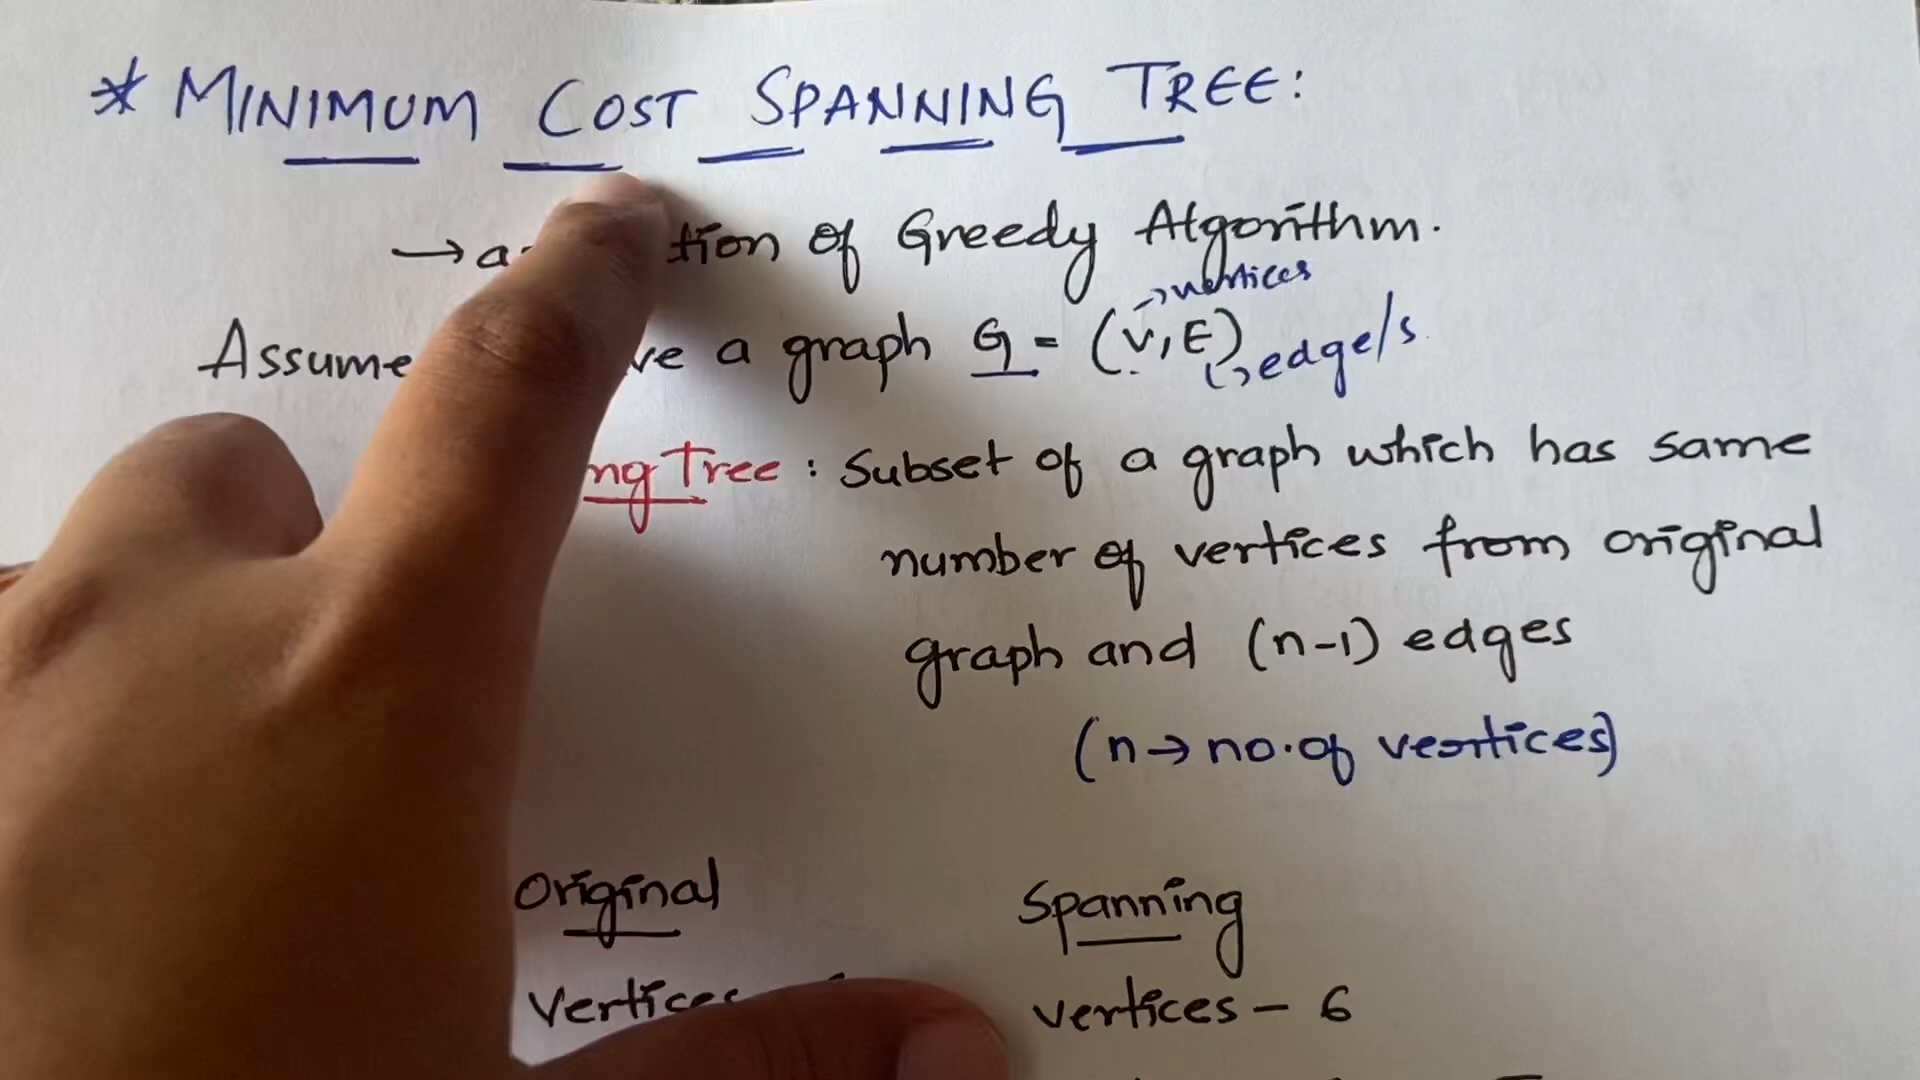 * MINIMUM COST SPANNING TREE:
→ tion of Greedy Algorithm.
→ vertices
Assume ve a graph G = (V, E)
↳ edge/s
ng Tree : Subset of a graph which has same
number of vertices from original
graph and (n-1) edges
(n → no. of vertices)
Original Spanning
Vertices vertices - 6